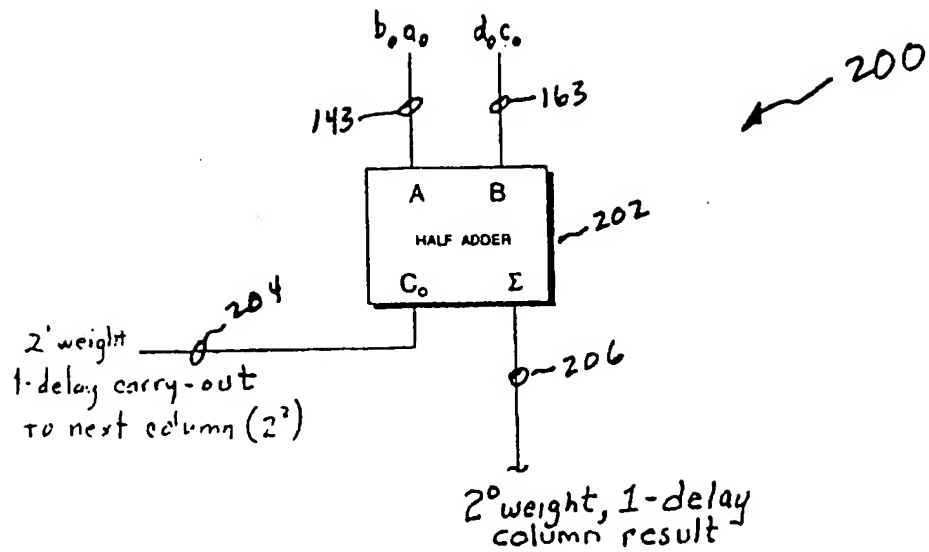 b₀a₀ d₀c₀
200
143 163
A B
HALF ADDER
202
C₀ Σ
204
2¹ weight
1-delay carry-out
to next column (2²)
206
2⁰ weight, 1-delay
column result